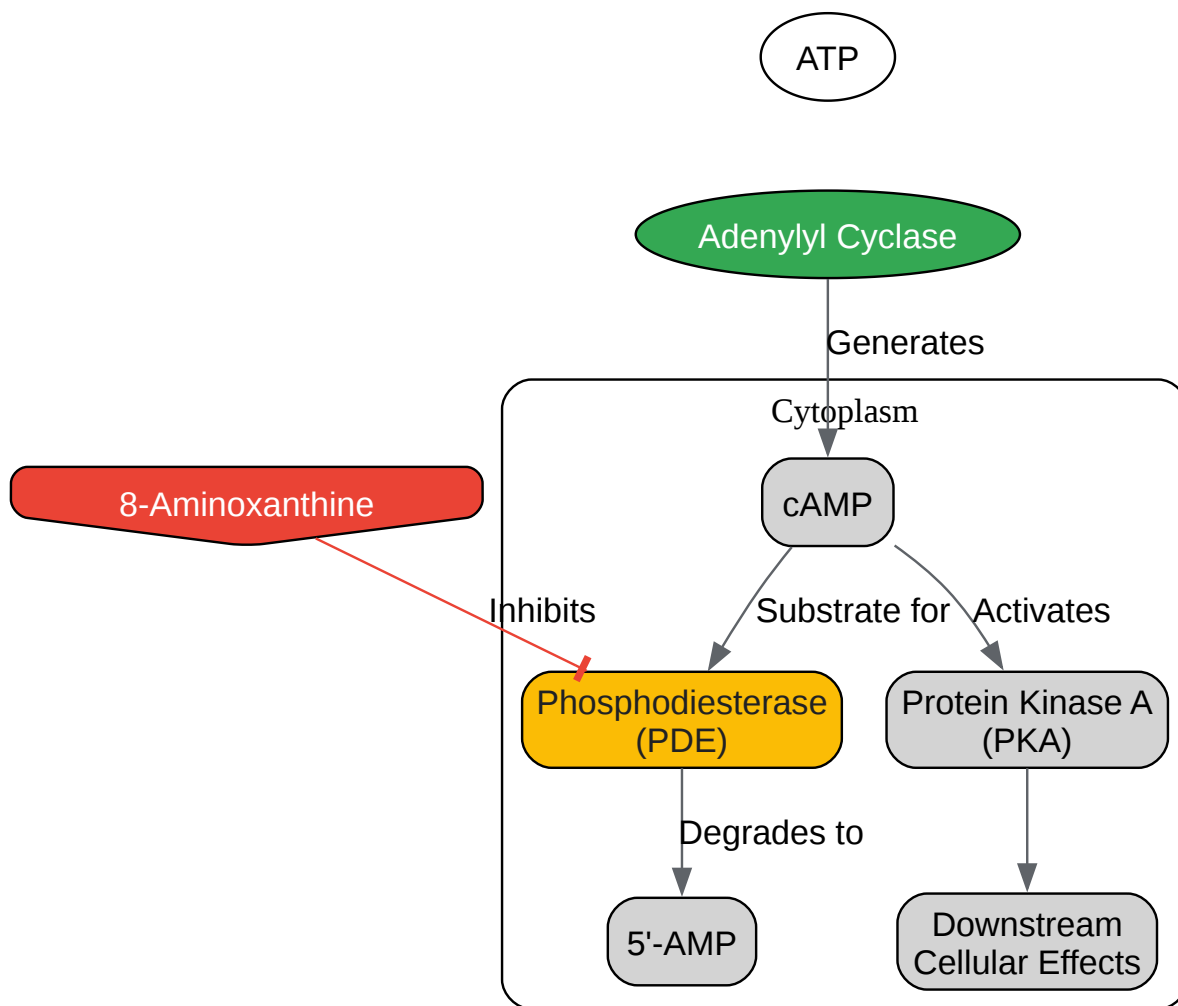 ATP
Adenylyl Cyclase
Generates
Cytoplasm
8-Aminoxanthine
cAMP
Inhibits
Substrate for
Activates
Phosphodiesterase
(PDE)
Protein Kinase A
(PKA)
Degrades to
5'-AMP
Downstream
Cellular Effects